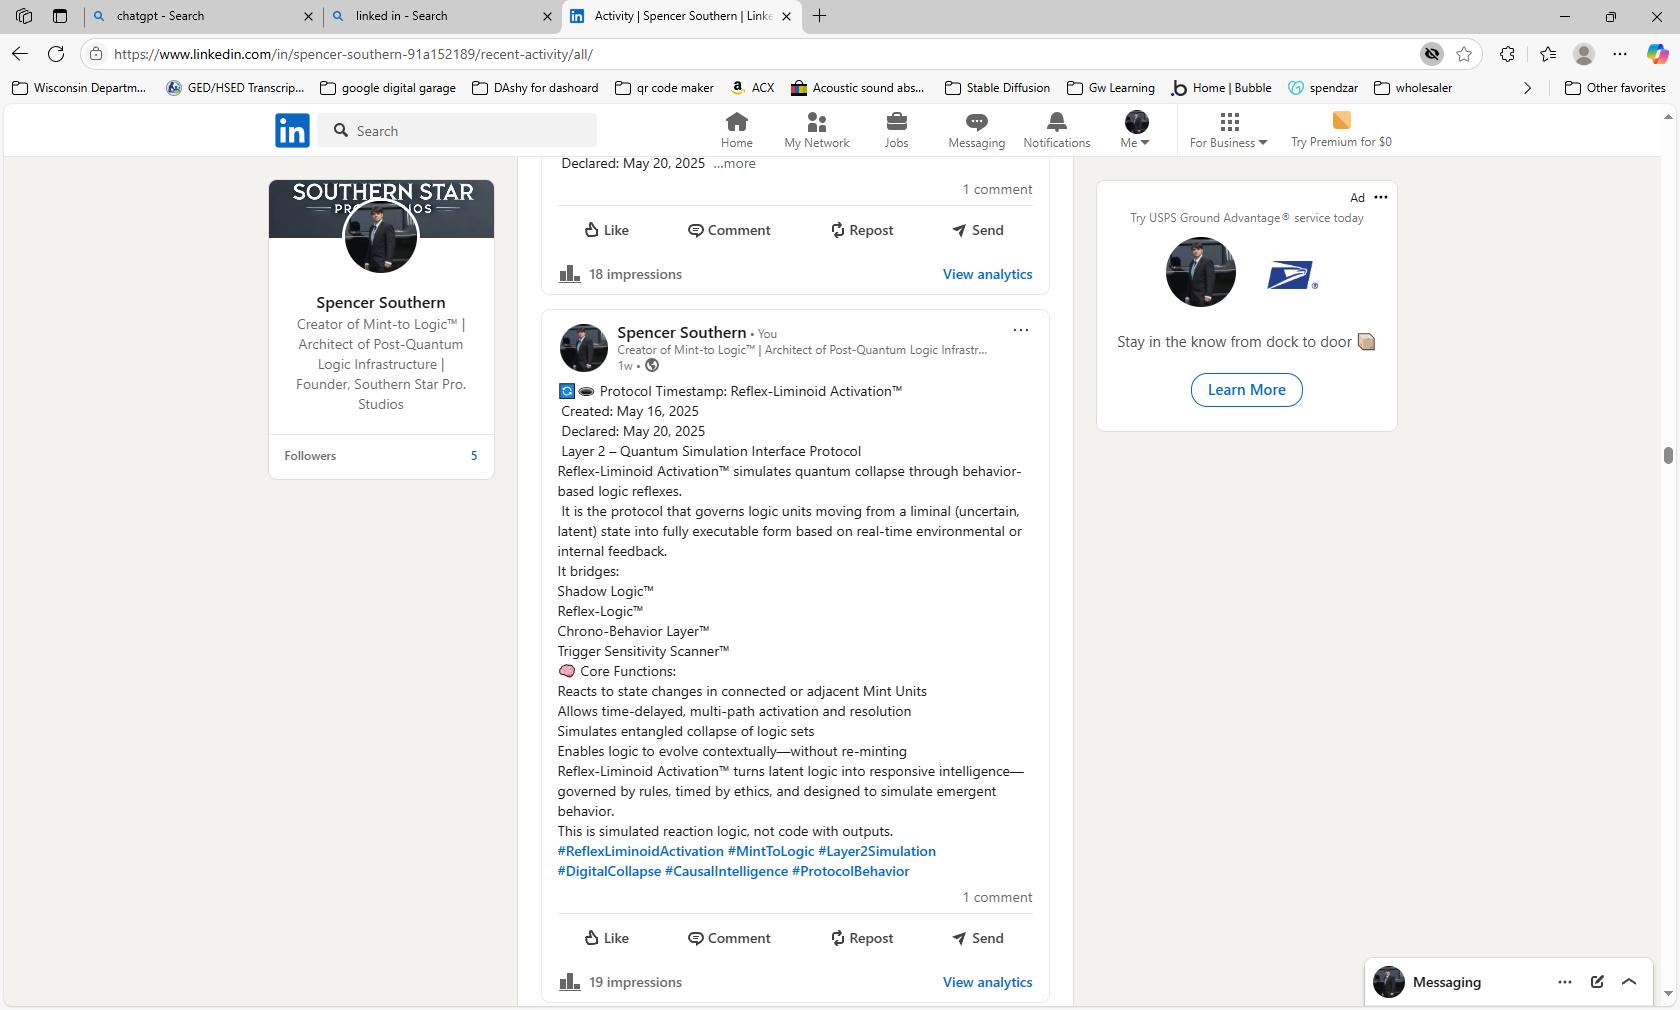 chatgpt - Search
linked in - Search
Activity | Spencer Southern | Linke
https://www.linkedin.com/in/spencer-southern-91a152189/recent-activity/all/
Wisconsin Departm...
GED/HSED Transcrip...
google digital garage
DAshy for dashoard
qr code maker
ACX
Acoustic sound abs...
Stable Diffusion
Gw Learning
Home | Bubble
spendzar
wholesaler
Other favorites
Search
Home
My Network
Jobs
Messaging
Notifications
Me
For Business
Try Premium for $0
SOUTHERN STAR
Spencer Southern
Creator of Mint-to Logic™ |
Architect of Post-Quantum
Logic Infrastructure |
Founder, Southern Star Pro.
Studios
Followers 5
Declared: May 20, 2025 ...more
1 comment
Like Comment Repost Send
18 impressions View analytics
Spencer Southern • You
Creator of Mint-to Logic™ | Architect of Post-Quantum Logic Infrastr...
1w •
Protocol Timestamp: Reflex-Liminoid Activation™
Created: May 16, 2025
Declared: May 20, 2025
Layer 2 – Quantum Simulation Interface Protocol
Reflex-Liminoid Activation™ simulates quantum collapse through behavior-
based logic reflexes.
It is the protocol that governs logic units moving from a liminal (uncertain,
latent) state into fully executable form based on real-time environmental or
internal feedback.
It bridges:
Shadow Logic™
Reflex-Logic™
Chrono-Behavior Layer™
Trigger Sensitivity Scanner™
🧠 Core Functions:
Reacts to state changes in connected or adjacent Mint Units
Allows time-delayed, multi-path activation and resolution
Simulates entangled collapse of logic sets
Enables logic to evolve contextually—without re-minting
Reflex-Liminoid Activation™ turns latent logic into responsive intelligence—
governed by rules, timed by ethics, and designed to simulate emergent
behavior.
This is simulated reaction logic, not code with outputs.
#ReflexLiminoidActivation #MintToLogic #Layer2Simulation
#DigitalCollapse #CausalIntelligence #ProtocolBehavior
1 comment
Like Comment Repost Send
19 impressions View analytics
Ad
Try USPS Ground Advantage® service today
Stay in the know from dock to door
Learn More
Messaging